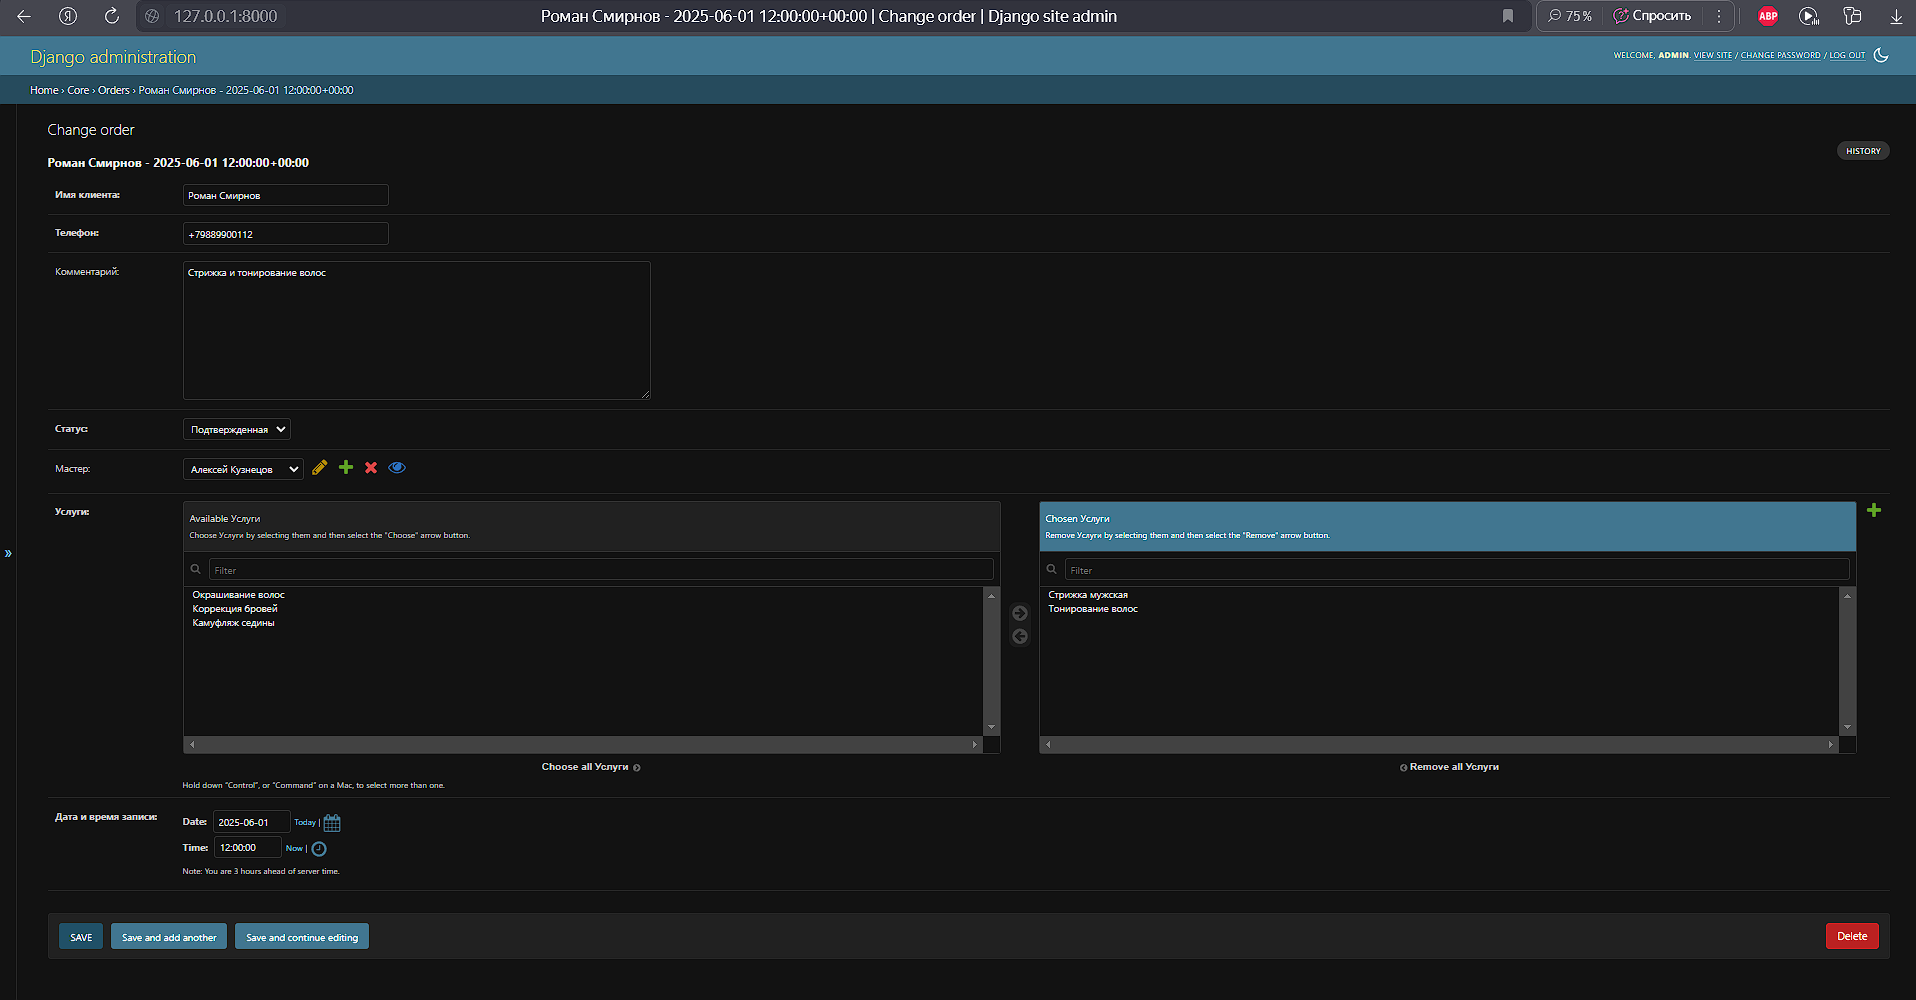 127.0.0.1:8000
Роман Смирнов - 2025-06-01 12:00:00+00:00 | Change order | Django site admin
75 %
Спросить
ABP
Django administration
WELCOME, ADMIN. VIEW SITE / CHANGE PASSWORD / LOG OUT
Home › Core › Orders › Роман Смирнов - 2025-06-01 12:00:00+00:00
Change order
Роман Смирнов - 2025-06-01 12:00:00+00:00
HISTORY
Имя клиента:
Роман Смирнов
Телефон:
+79889900112
Комментарий:
Стрижка и тонирование волос
Статус:
Подтвержденная
Мастер:
Алексей Кузнецов
Услуги:
Available Услуги
Choose Услуги by selecting them and then select the "Choose" arrow button.
Filter
Окрашивание волос
Коррекция бровей
Камуфляж седины
Choose all Услуги
Chosen Услуги
Remove Услуги by selecting them and then select the "Remove" arrow button.
Filter
Стрижка мужская
Тонирование волос
Remove all Услуги
Hold down “Control”, or “Command” on a Mac, to select more than one.
Дата и время записи:
Date: 2025-06-01 Today |
Time: 12:00:00 Now |
Note: You are 3 hours ahead of server time.
SAVE
Save and add another
Save and continue editing
Delete